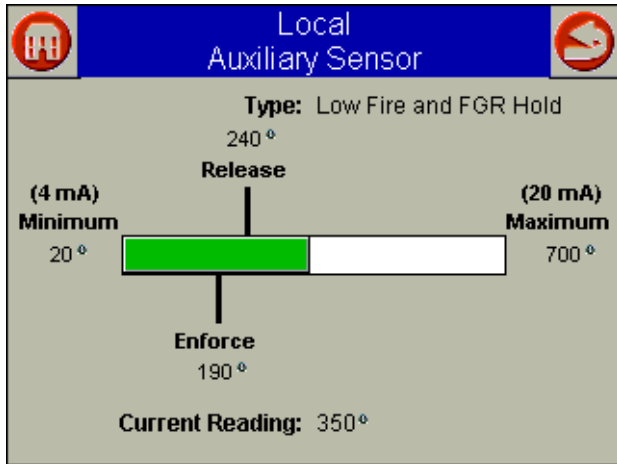 Local
Auxiliary Sensor
Type: Low Fire and FGR Hold
240 °
Release
(4 mA)
Minimum
20 °
(20 mA)
Maximum
700 °
Enforce
190 °
Current Reading: 350°